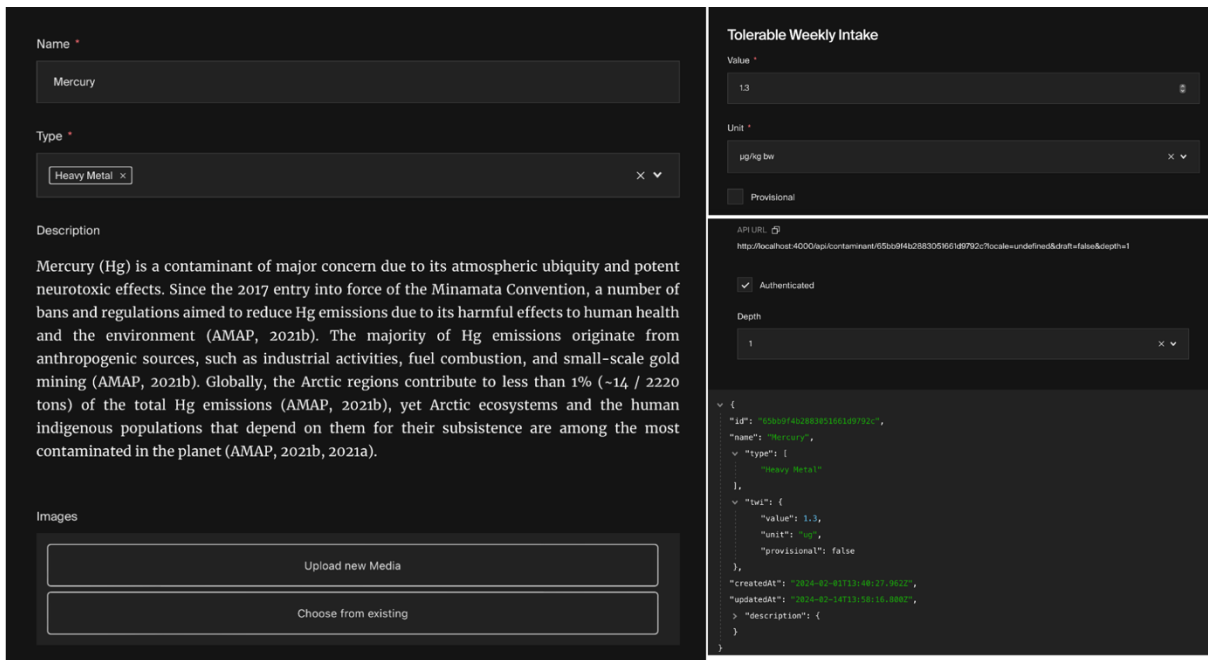 Name *
Mercury
Type *
Heavy Metal ×
Description
Mercury (Hg) is a contaminant of major concern due to its atmospheric ubiquity and potent
neurotoxic effects. Since the 2017 entry into force of the Minamata Convention, a number of
bans and regulations aimed to reduce Hg emissions due to its harmful effects to human health
and the environment (AMAP, 2021b). The majority of Hg emissions originate from
anthropogenic sources, such as industrial activities, fuel combustion, and small-scale gold
mining (AMAP, 2021b). Globally, the Arctic regions contribute to less than 1% (~14 / 2220
tons) of the total Hg emissions (AMAP, 2021b), yet Arctic ecosystems and the human
indigenous populations that depend on them for their subsistence are among the most
contaminated in the planet (AMAP, 2021b, 2021a).
Images
Upload new Media
Choose from existing
Tolerable Weekly Intake
Value *
1.3
Unit *
µg/kg bw
Provisional
API URL
http://localhost:4000/api/contaminant/65bb9f4b2883051661d9792c?locale=undefined&draft=false&depth=1
Authenticated
Depth
1
{
"id": "65bb9f4b2883051661d9792c",
"name": "Mercury",
"type": [
"Heavy Metal"
],
"twi": {
"value": 1.3,
"unit": "ug",
"provisional": false
},
"createdAt": "2024-02-01T13:40:27.962Z",
"updatedAt": "2024-02-14T13:58:16.800Z",
"description": {
}
}